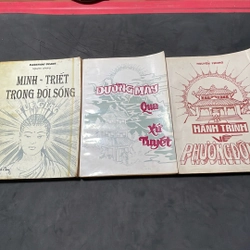 MINH - TRIẾT
TRONG ĐỜI SỐNG
ĐƯỜNG MÂY
Qua
Xứ
Tuyết
NGUYÊN PHONG
HÀNH TRÌNH
VỀ
PHƯƠNG ĐÔNG